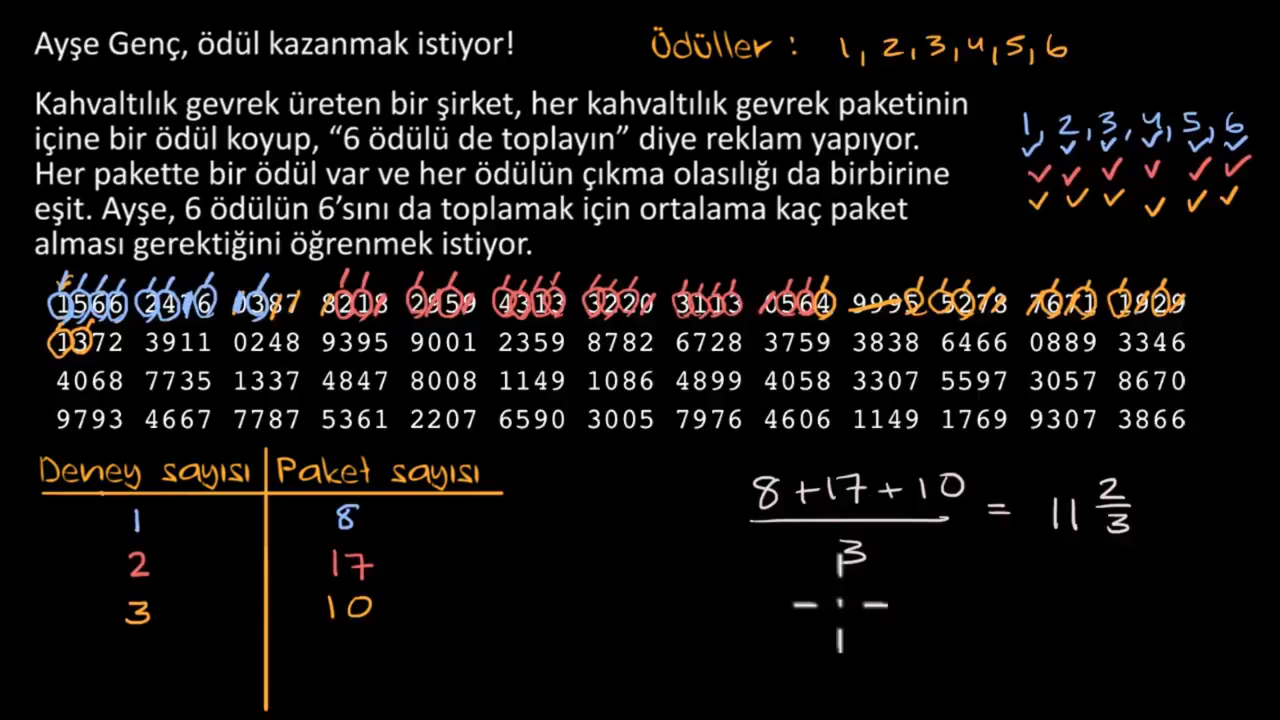 Ayşe Genç, ödül kazanmak istiyor!
Ödüller : 1, 2, 3, 4, 5, 6
Kahvaltılık gevrek üreten bir şirket, her kahvaltılık gevrek paketinin
içine bir ödül koyup, “6 ödülü de toplayın” diye reklam yapıyor.
Her pakette bir ödül var ve her ödülün çıkma olasılığı da birbirine
eşit. Ayşe, 6 ödülün 6’sını da toplamak için ortalama kaç paket
alması gerektiğini öğrenmek istiyor.
1, 2, 3, 4, 5, 6
1566 2416 0387 8218 2959 4313 3220 3113 0564 9995 5278 7671 1929
1372 3911 0248 9395 9001 2359 8782 6728 3759 3838 6466 0889 3346
4068 7735 1337 4847 8008 1149 1086 4899 4058 3307 5597 3057 8670
9793 4667 7787 5361 2207 6590 3005 7976 4606 1149 1769 9307 3866
Deney sayısı Paket sayısı
1 8
2 17
3 10
8 + 17 + 10 / 3 = 11 2/3